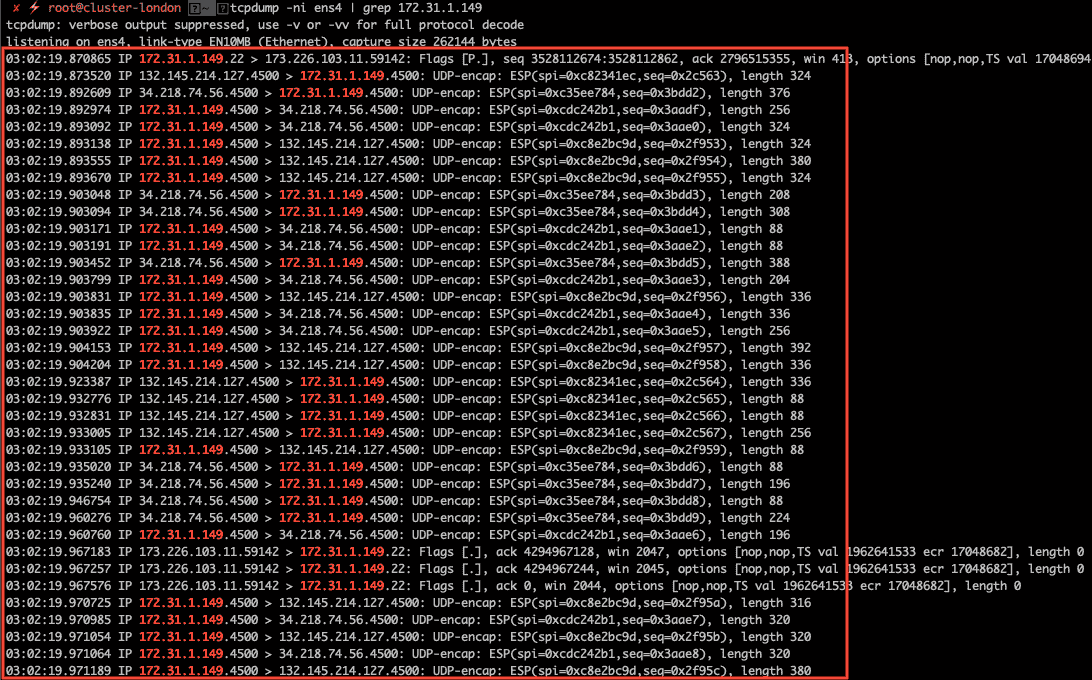 ✗ ⚡ root@cluster-london ~ tcpdump -ni ens4 | grep 172.31.1.149
tcpdump: verbose output suppressed, use -v or -vv for full protocol decode
listening on ens4, link-type EN10MB (Ethernet), capture size 262144 bytes
03:02:19.870865 IP 172.31.1.149.22 > 173.226.103.11.59142: Flags [P.], seq 3528112674:3528112862, ack 2796515355, win 413, options [nop,nop,TS val 17048694
03:02:19.873520 IP 132.145.214.127.4500 > 172.31.1.149.4500: UDP-encap: ESP(spi=0xc82341ec,seq=0x2c563), length 324
03:02:19.892609 IP 34.218.74.56.4500 > 172.31.1.149.4500: UDP-encap: ESP(spi=0xc35ee784,seq=0x3bdd2), length 376
03:02:19.892974 IP 172.31.1.149.4500 > 34.218.74.56.4500: UDP-encap: ESP(spi=0xcdc242b1,seq=0x3aadf), length 256
03:02:19.893092 IP 172.31.1.149.4500 > 34.218.74.56.4500: UDP-encap: ESP(spi=0xcdc242b1,seq=0x3aae0), length 324
03:02:19.893138 IP 172.31.1.149.4500 > 132.145.214.127.4500: UDP-encap: ESP(spi=0xc8e2bc9d,seq=0x2f953), length 324
03:02:19.893555 IP 172.31.1.149.4500 > 132.145.214.127.4500: UDP-encap: ESP(spi=0xc8e2bc9d,seq=0x2f954), length 380
03:02:19.893670 IP 172.31.1.149.4500 > 132.145.214.127.4500: UDP-encap: ESP(spi=0xc8e2bc9d,seq=0x2f955), length 324
03:02:19.903048 IP 34.218.74.56.4500 > 172.31.1.149.4500: UDP-encap: ESP(spi=0xc35ee784,seq=0x3bdd3), length 208
03:02:19.903094 IP 34.218.74.56.4500 > 172.31.1.149.4500: UDP-encap: ESP(spi=0xc35ee784,seq=0x3bdd4), length 308
03:02:19.903171 IP 172.31.1.149.4500 > 34.218.74.56.4500: UDP-encap: ESP(spi=0xcdc242b1,seq=0x3aae1), length 88
03:02:19.903191 IP 172.31.1.149.4500 > 34.218.74.56.4500: UDP-encap: ESP(spi=0xcdc242b1,seq=0x3aae2), length 88
03:02:19.903452 IP 34.218.74.56.4500 > 172.31.1.149.4500: UDP-encap: ESP(spi=0xc35ee784,seq=0x3bdd5), length 388
03:02:19.903799 IP 172.31.1.149.4500 > 34.218.74.56.4500: UDP-encap: ESP(spi=0xcdc242b1,seq=0x3aae3), length 204
03:02:19.903831 IP 172.31.1.149.4500 > 132.145.214.127.4500: UDP-encap: ESP(spi=0xc8e2bc9d,seq=0x2f956), length 336
03:02:19.903835 IP 172.31.1.149.4500 > 34.218.74.56.4500: UDP-encap: ESP(spi=0xcdc242b1,seq=0x3aae4), length 336
03:02:19.903922 IP 172.31.1.149.4500 > 34.218.74.56.4500: UDP-encap: ESP(spi=0xcdc242b1,seq=0x3aae5), length 256
03:02:19.904153 IP 172.31.1.149.4500 > 132.145.214.127.4500: UDP-encap: ESP(spi=0xc8e2bc9d,seq=0x2f957), length 392
03:02:19.904204 IP 172.31.1.149.4500 > 132.145.214.127.4500: UDP-encap: ESP(spi=0xc8e2bc9d,seq=0x2f958), length 336
03:02:19.923387 IP 132.145.214.127.4500 > 172.31.1.149.4500: UDP-encap: ESP(spi=0xc82341ec,seq=0x2c564), length 336
03:02:19.932776 IP 132.145.214.127.4500 > 172.31.1.149.4500: UDP-encap: ESP(spi=0xc82341ec,seq=0x2c565), length 88
03:02:19.932831 IP 132.145.214.127.4500 > 172.31.1.149.4500: UDP-encap: ESP(spi=0xc82341ec,seq=0x2c566), length 88
03:02:19.933005 IP 132.145.214.127.4500 > 172.31.1.149.4500: UDP-encap: ESP(spi=0xc82341ec,seq=0x2c567), length 256
03:02:19.933105 IP 172.31.1.149.4500 > 132.145.214.127.4500: UDP-encap: ESP(spi=0xc8e2bc9d,seq=0x2f959), length 88
03:02:19.935020 IP 34.218.74.56.4500 > 172.31.1.149.4500: UDP-encap: ESP(spi=0xc35ee784,seq=0x3bdd6), length 88
03:02:19.935240 IP 34.218.74.56.4500 > 172.31.1.149.4500: UDP-encap: ESP(spi=0xc35ee784,seq=0x3bdd7), length 196
03:02:19.946754 IP 34.218.74.56.4500 > 172.31.1.149.4500: UDP-encap: ESP(spi=0xc35ee784,seq=0x3bdd8), length 88
03:02:19.960276 IP 34.218.74.56.4500 > 172.31.1.149.4500: UDP-encap: ESP(spi=0xc35ee784,seq=0x3bdd9), length 224
03:02:19.960760 IP 172.31.1.149.4500 > 34.218.74.56.4500: UDP-encap: ESP(spi=0xcdc242b1,seq=0x3aae6), length 196
03:02:19.967183 IP 173.226.103.11.59142 > 172.31.1.149.22: Flags [.], ack 4294967128, win 2047, options [nop,nop,TS val 1962641533 ecr 17048682], length 0
03:02:19.967257 IP 173.226.103.11.59142 > 172.31.1.149.22: Flags [.], ack 4294967244, win 2045, options [nop,nop,TS val 1962641533 ecr 17048682], length 0
03:02:19.967576 IP 173.226.103.11.59142 > 172.31.1.149.22: Flags [.], ack 0, win 2044, options [nop,nop,TS val 1962641533 ecr 17048682], length 0
03:02:19.970725 IP 172.31.1.149.4500 > 132.145.214.127.4500: UDP-encap: ESP(spi=0xc8e2bc9d,seq=0x2f95a), length 316
03:02:19.970985 IP 172.31.1.149.4500 > 34.218.74.56.4500: UDP-encap: ESP(spi=0xcdc242b1,seq=0x3aae7), length 320
03:02:19.971054 IP 172.31.1.149.4500 > 132.145.214.127.4500: UDP-encap: ESP(spi=0xc8e2bc9d,seq=0x2f95b), length 320
03:02:19.971064 IP 172.31.1.149.4500 > 34.218.74.56.4500: UDP-encap: ESP(spi=0xcdc242b1,seq=0x3aae8), length 320
03:02:19.971189 IP 172.31.1.149.4500 > 132.145.214.127.4500: UDP-encap: ESP(spi=0xc8e2bc9d,seq=0x2f95c), length 380